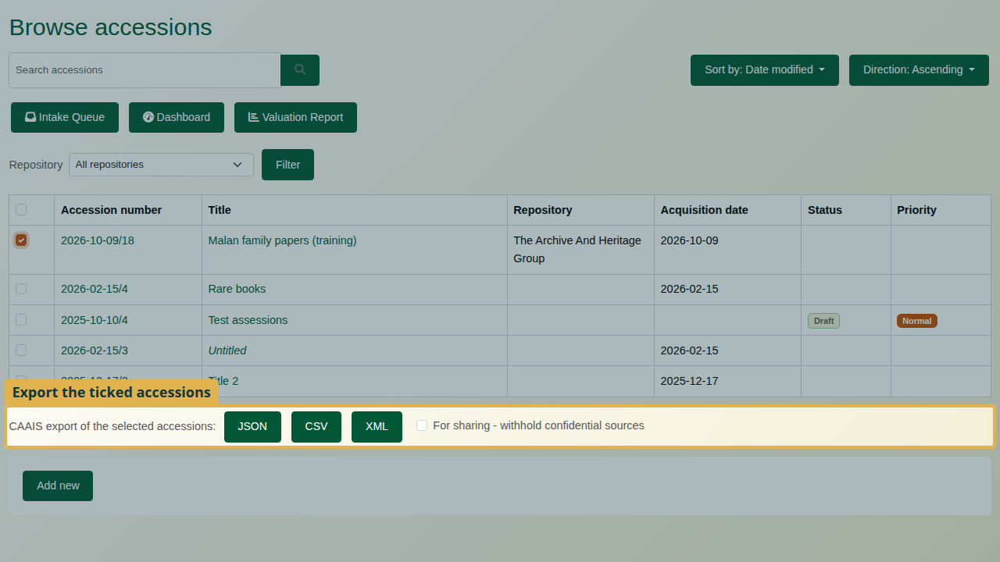 Browse accessions
Search accessions
Sort by: Date modified
Direction: Ascending
Intake Queue
Dashboard
Valuation Report
Repository
All repositories
Filter
Accession number Title Repository Acquisition date Status Priority
2026-10-09/18 Malan family papers (training) The Archive And Heritage Group 2026-10-09
2026-02-15/4 Rare books 2026-02-15
2025-10-10/4 Test assessions Draft Normal
2026-02-15/3 Untitled 2026-02-15
Title 2 2025-12-17
Export the ticked accessions
CAAIS export of the selected accessions: JSON CSV XML For sharing - withhold confidential sources
Add new